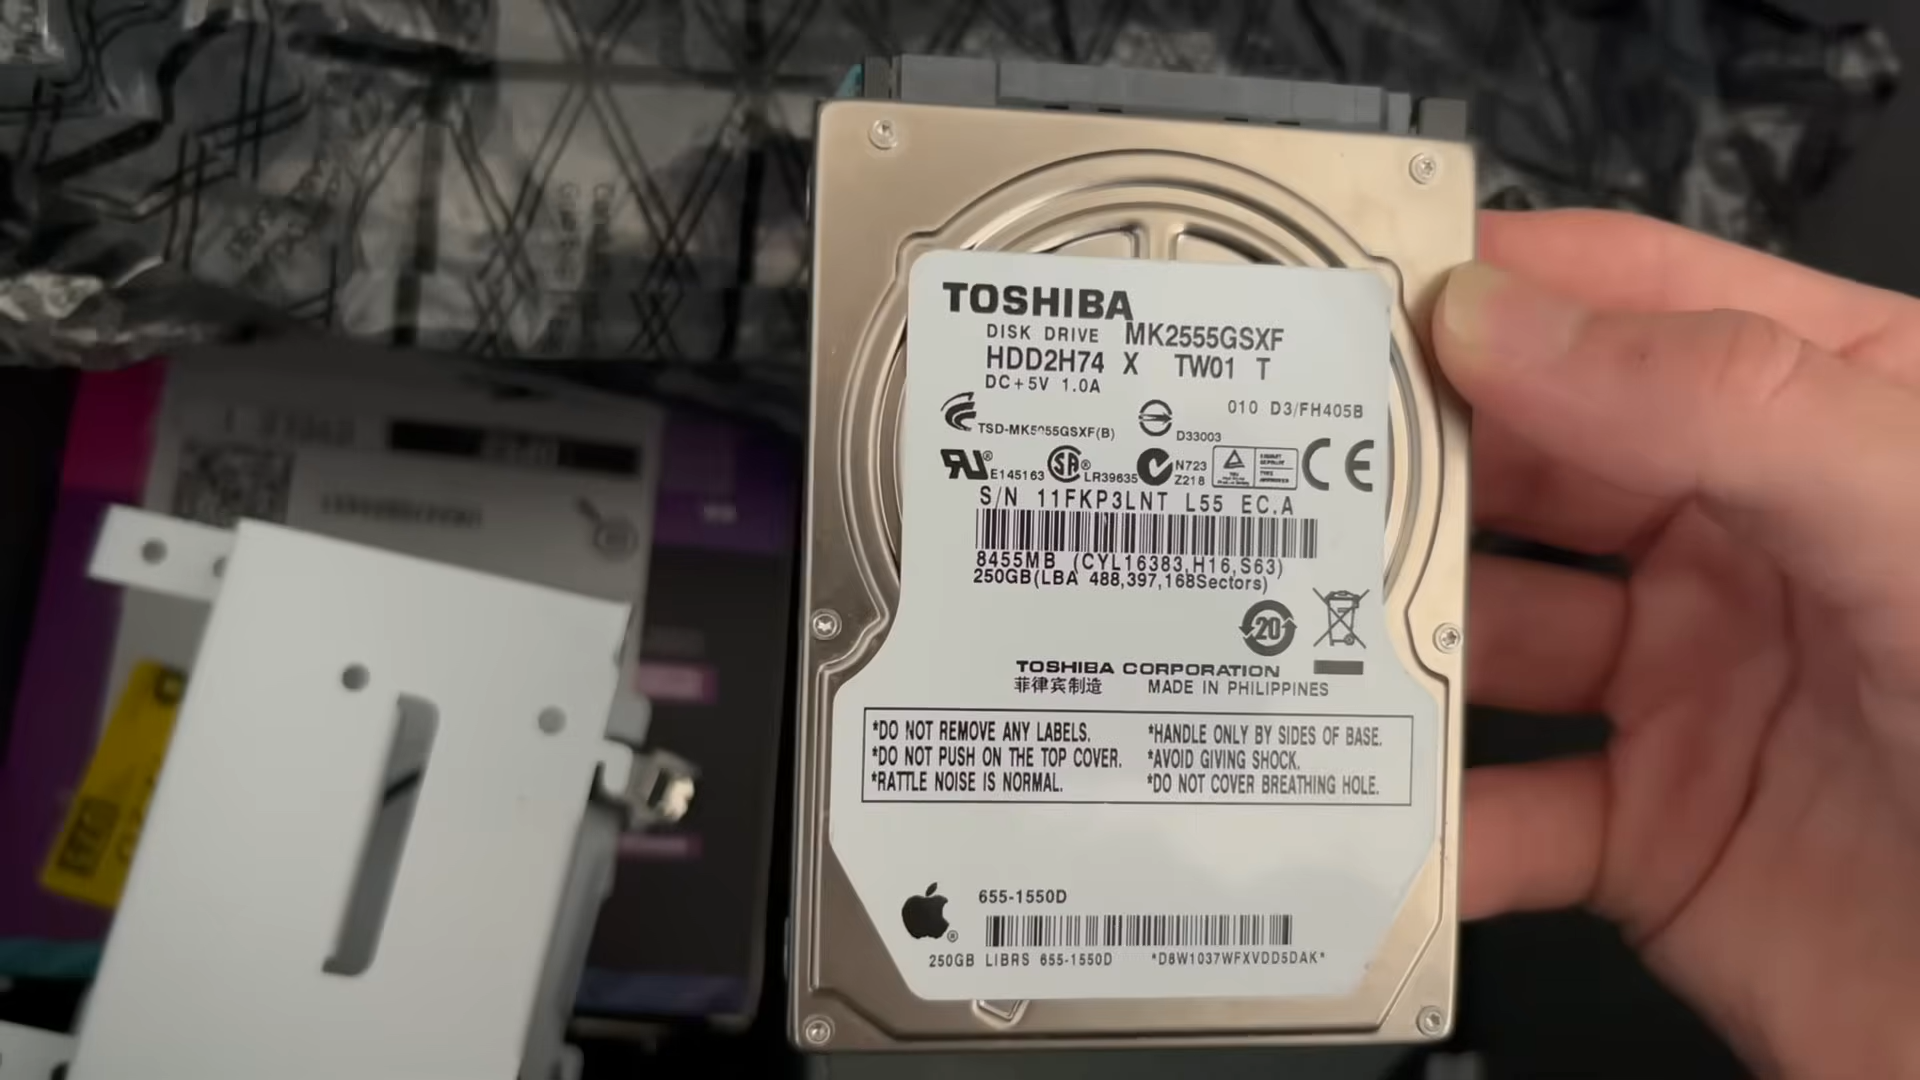 TOSHIBA
DISK DRIVE MK2555GSXF
HDD2H74 X TW01 T
DC+5V 1.0A
010 D3/FH405B
TSD-MK5055GSXF(B)
D33003
E145163 LR39635 N723
Z218
S/N 11FKP3LNT L55 EC.A
8455MB (CYL16383,H16,S63)
250GB(LBA 488,397,168Sectors)
20
TOSHIBA CORPORATION
菲律宾制造 MADE IN PHILIPPINES
*DO NOT REMOVE ANY LABELS. *HANDLE ONLY BY SIDES OF BASE.
*DO NOT PUSH ON THE TOP COVER. *AVOID GIVING SHOCK.
*RATTLE NOISE IS NORMAL. *DO NOT COVER BREATHING HOLE.
655-1550D
250GB LIBRS 655-1550D *D8W1037WFXVDD5DAK*